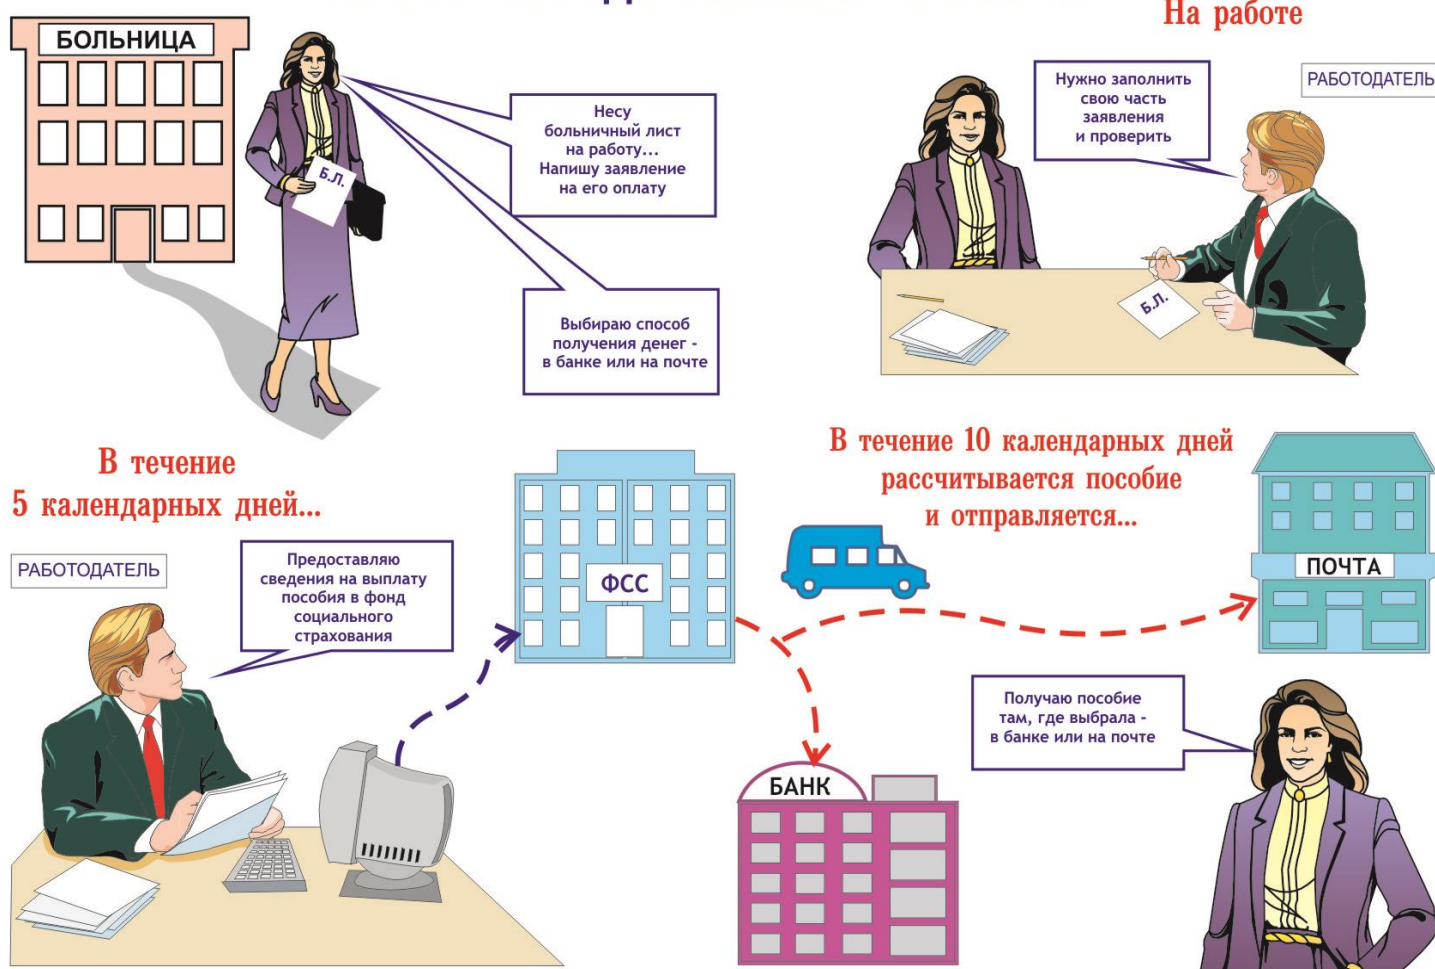 На работе
БОЛЬНИЦА
Несу
больничный лист
на работу...
Напишу заявление
на его оплату
Б.Л.
Выбираю способ
получения денег -
в банке или на почте
Нужно заполнить
свою часть
заявления
и проверить
РАБОТОДАТЕЛЬ
Б.Л.
В течение
5 календарных дней...
РАБОТОДАТЕЛЬ
Предоставляю
сведения на выплату
пособия в фонд
социального
страхования
ФСС
В течение 10 календарных дней
рассчитывается пособие
и отправляется...
ПОЧТА
БАНК
Получаю пособие
там, где выбрала -
в банке или на почте